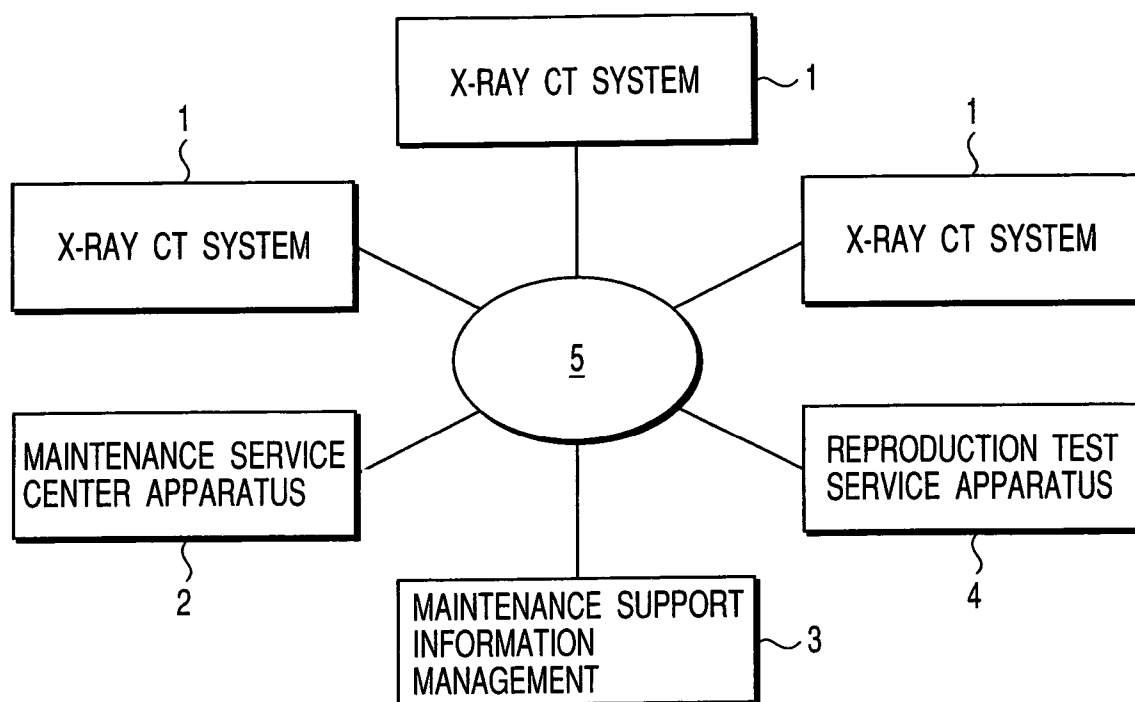 X-RAY CT SYSTEM
1
1
X-RAY CT SYSTEM
1
X-RAY CT SYSTEM
5
MAINTENANCE SERVICE
CENTER APPARATUS
2
REPRODUCTION TEST
SERVICE APPARATUS
4
MAINTENANCE SUPPORT
INFORMATION
MANAGEMENT
3